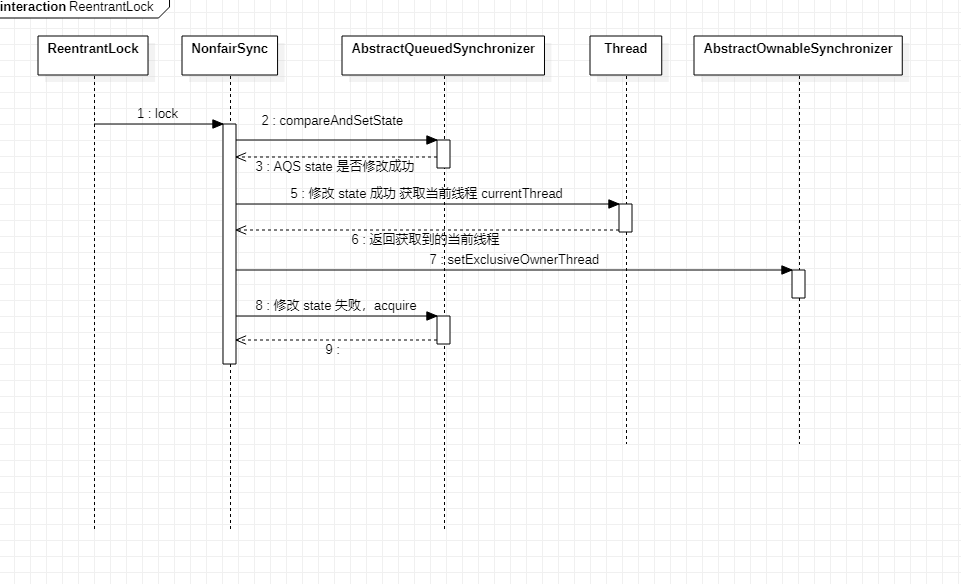 interaction ReentrantLock
ReentrantLock
NonfairSync
AbstractQueuedSynchronizer
Thread
AbstractOwnableSynchronizer
1 : lock
2 : compareAndSetState
3 : AQS state 是否修改成功
5 : 修改 state 成功 获取当前线程 currentThread
6 : 返回获取到的当前线程
7 : setExclusiveOwnerThread
8 : 修改 state 失败，acquire
9 :